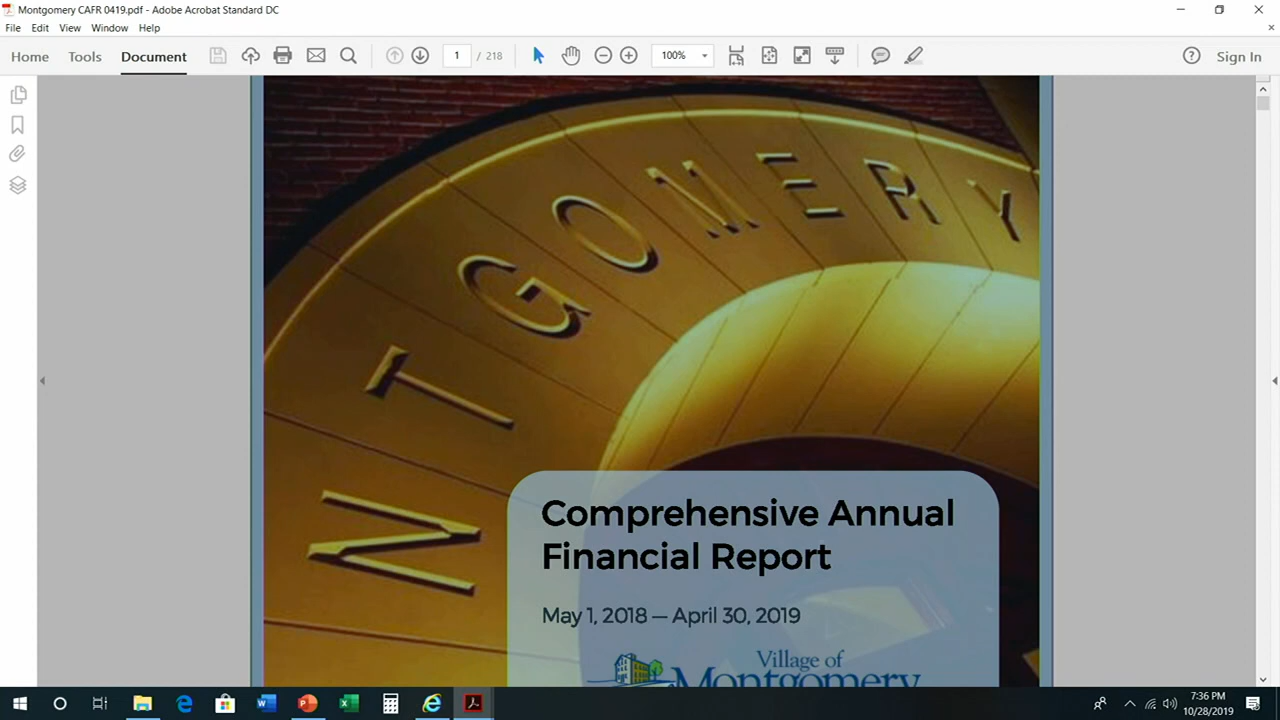 Montgomery CAFR 0419.pdf - Adobe Acrobat Standard DC
File Edit View Window Help
Home Tools Document 1 / 218 100% Sign In
NTGOMERY
Comprehensive Annual
Financial Report
May 1, 2018 — April 30, 2019
Village of
Montgomery
7:36 PM
10/28/2019